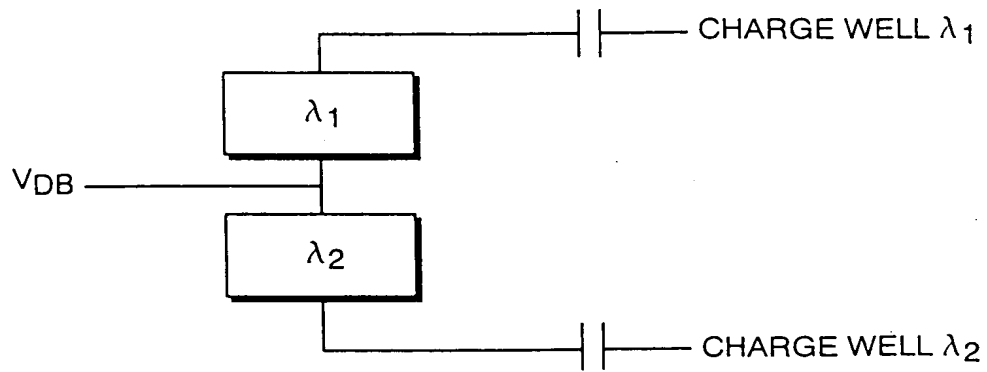 CHARGE WELL λ1
λ1
VDB
λ2
CHARGE WELL λ2